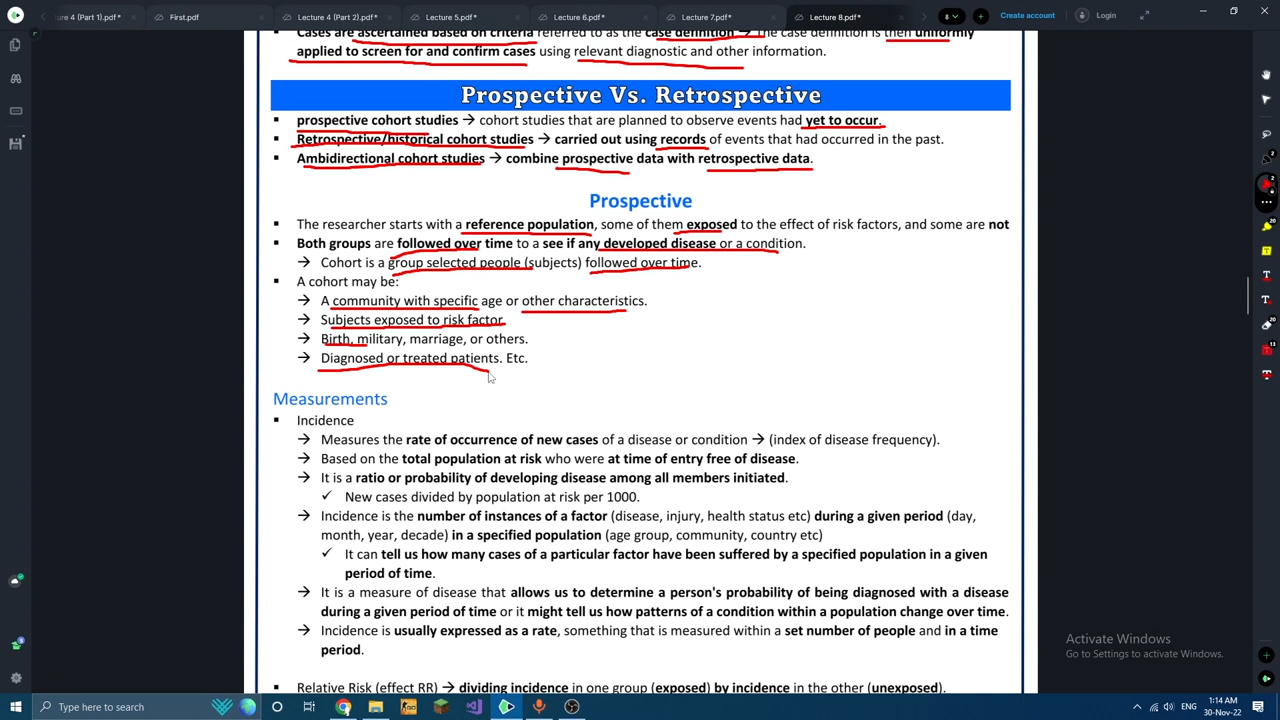 ure 4 (Part 1).pdf*
First.pdf
Lecture 4 (Part 2).pdf*
Lecture 5.pdf*
Lecture 6.pdf*
Lecture 7.pdf*
Lecture 8.pdf*
8
Create account
Login
▪ Cases are ascertained based on criteria referred to as the case definition → The case definition is then uniformly
applied to screen for and confirm cases using relevant diagnostic and other information.
Prospective Vs. Retrospective
▪ prospective cohort studies → cohort studies that are planned to observe events had yet to occur.
▪ Retrospective/historical cohort studies → carried out using records of events that had occurred in the past.
▪ Ambidirectional cohort studies → combine prospective data with retrospective data.
Prospective
▪ The researcher starts with a reference population, some of them exposed to the effect of risk factors, and some are not
▪ Both groups are followed over time to a see if any developed disease or a condition.
→ Cohort is a group selected people (subjects) followed over time.
▪ A cohort may be:
→ A community with specific age or other characteristics.
→ Subjects exposed to risk factor.
→ Birth, military, marriage, or others.
→ Diagnosed or treated patients. Etc.
Measurements
▪ Incidence
→ Measures the rate of occurrence of new cases of a disease or condition → (index of disease frequency).
→ Based on the total population at risk who were at time of entry free of disease.
→ It is a ratio or probability of developing disease among all members initiated.
✓ New cases divided by population at risk per 1000.
→ Incidence is the number of instances of a factor (disease, injury, health status etc) during a given period (day,
month, year, decade) in a specified population (age group, community, country etc)
✓ It can tell us how many cases of a particular factor have been suffered by a specified population in a given
period of time.
→ It is a measure of disease that allows us to determine a person's probability of being diagnosed with a disease
during a given period of time or it might tell us how patterns of a condition within a population change over time.
→ Incidence is usually expressed as a rate, something that is measured within a set number of people and in a time
period.
▪ Relative Risk (effect RR) → dividing incidence in one group (exposed) by incidence in the other (unexposed).
Activate Windows
Go to Settings to activate Windows.
Type here to search
1:14 AM
30-Nov-22